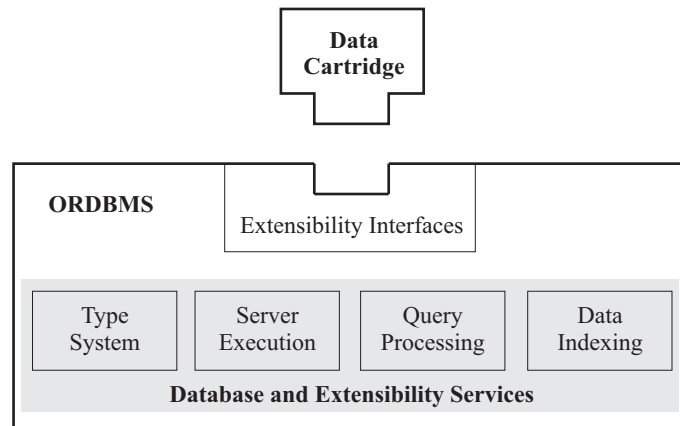 Data
Cartridge
ORDBMS
Extensibility Interfaces
Type
System
Server
Execution
Query
Processing
Data
Indexing
Database and Extensibility Services